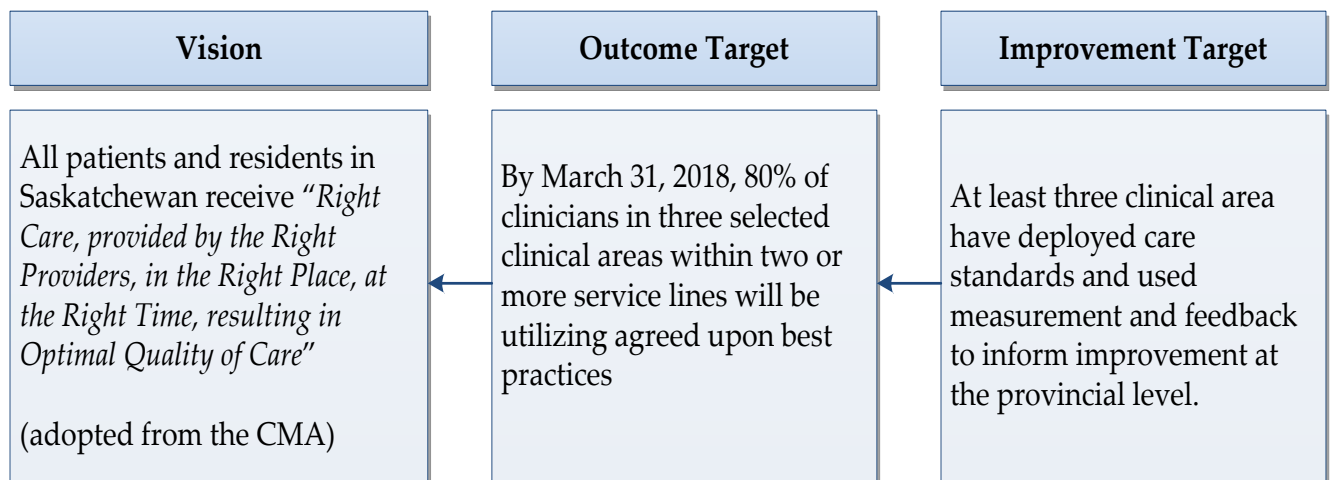 Vision
All patients and residents in
Saskatchewan receive “Right
Care, provided by the Right
Providers, in the Right Place, at
the Right Time, resulting in
Optimal Quality of Care”
(adopted from the CMA)
Outcome Target
By March 31, 2018, 80% of
clinicians in three selected
clinical areas within two or
more service lines will be
utilizing agreed upon best
practices
Improvement Target
At least three clinical area
have deployed care
standards and used
measurement and feedback
to inform improvement at
the provincial level.